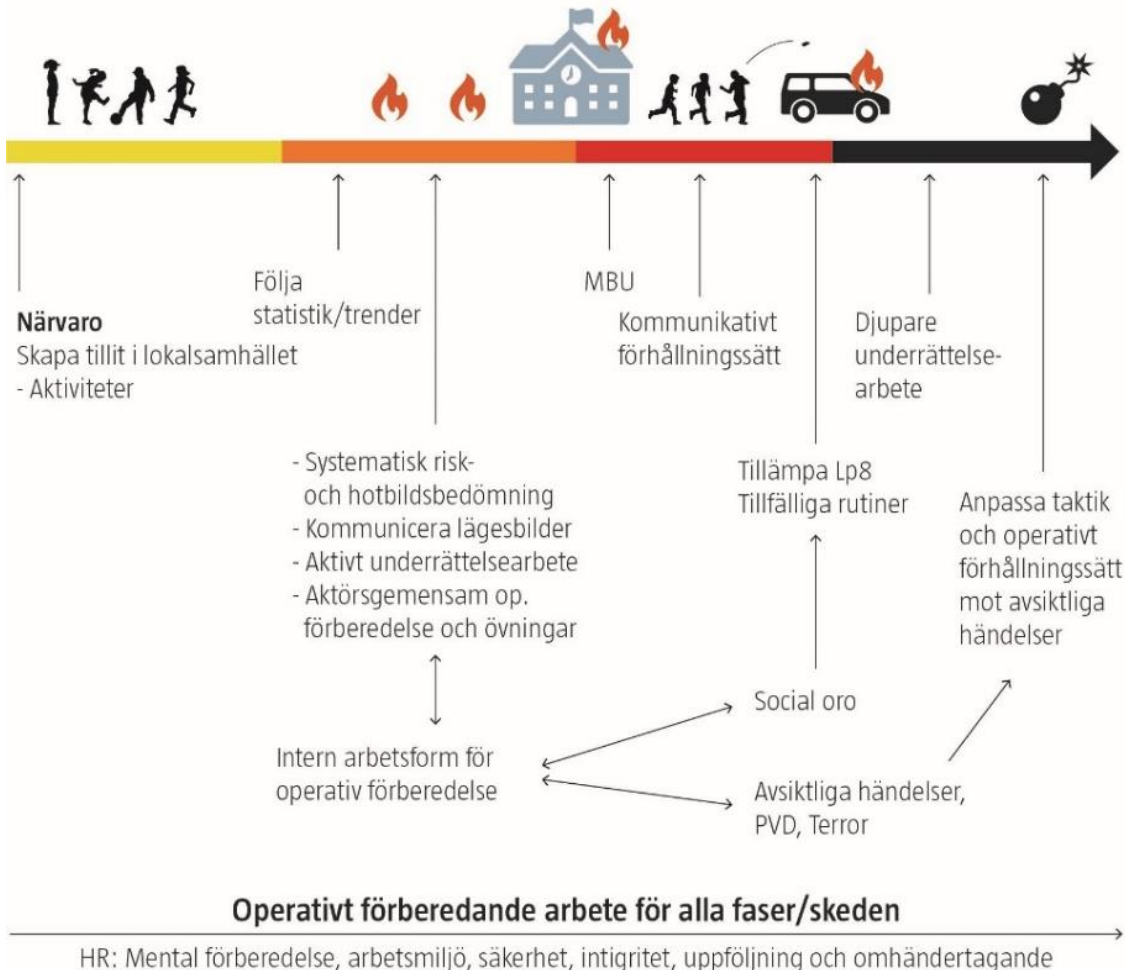 Närvaro
Skapa tillit i lokalsamhället
- Aktiviteter
Följa
statistik/trender
MBU
Kommunikativt
förhållningssätt
Djupare
underrättelse-
arbete
- Systematisk risk-
och hotbildsbedömning
- Kommunicera lägesbilder
- Aktivt underrättelsearbete
- Aktörsgemensam op.
förberedelse och övningar
Tillämpa Lp8
Tillfälliga rutiner
Anpassa taktik
och operativt
förhållningssätt
mot avsiktliga
händelser
Intern arbetsform för
operativ förberedelse
Social oro
Avsiktliga händelser,
PVD, Terror
Operativt förberedande arbete för alla faser/skeden
HR: Mental förberedelse, arbetsmiljö, säkerhet, intigritet, uppföljning och omhändertagande